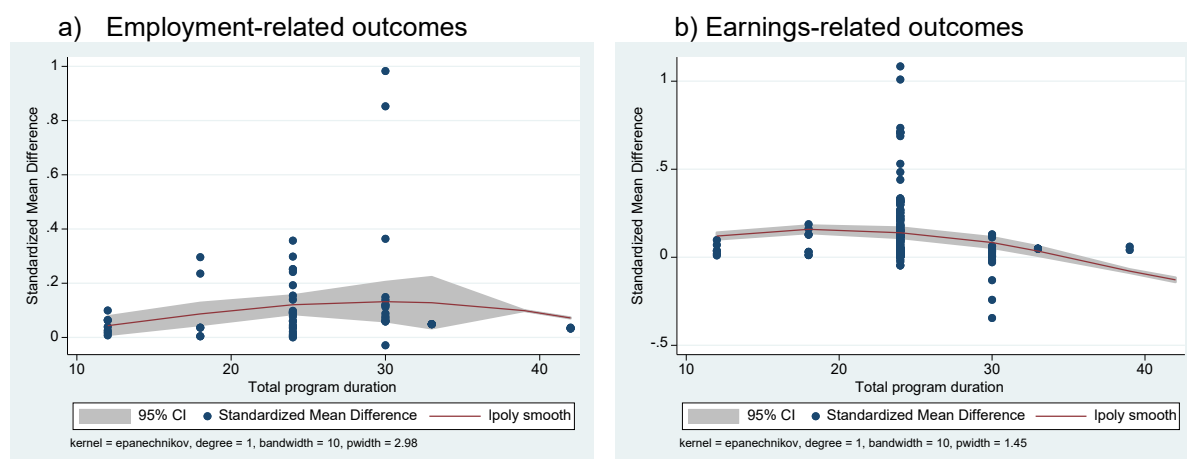 a) Employment-related outcomes
Standardized Mean Difference
1
.8
.6
.4
.2
0
10 20 30 40
Total program duration
95% CI Standardized Mean Difference lpoly smooth
kernel = epanechnikov, degree = 1, bandwidth = 10, pwidth = 2.98
b) Earnings-related outcomes
Standardized Mean Difference
1
.5
0
-.5
10 20 30 40
Total program duration
95% CI Standardized Mean Difference lpoly smooth
kernel = epanechnikov, degree = 1, bandwidth = 10, pwidth = 1.45